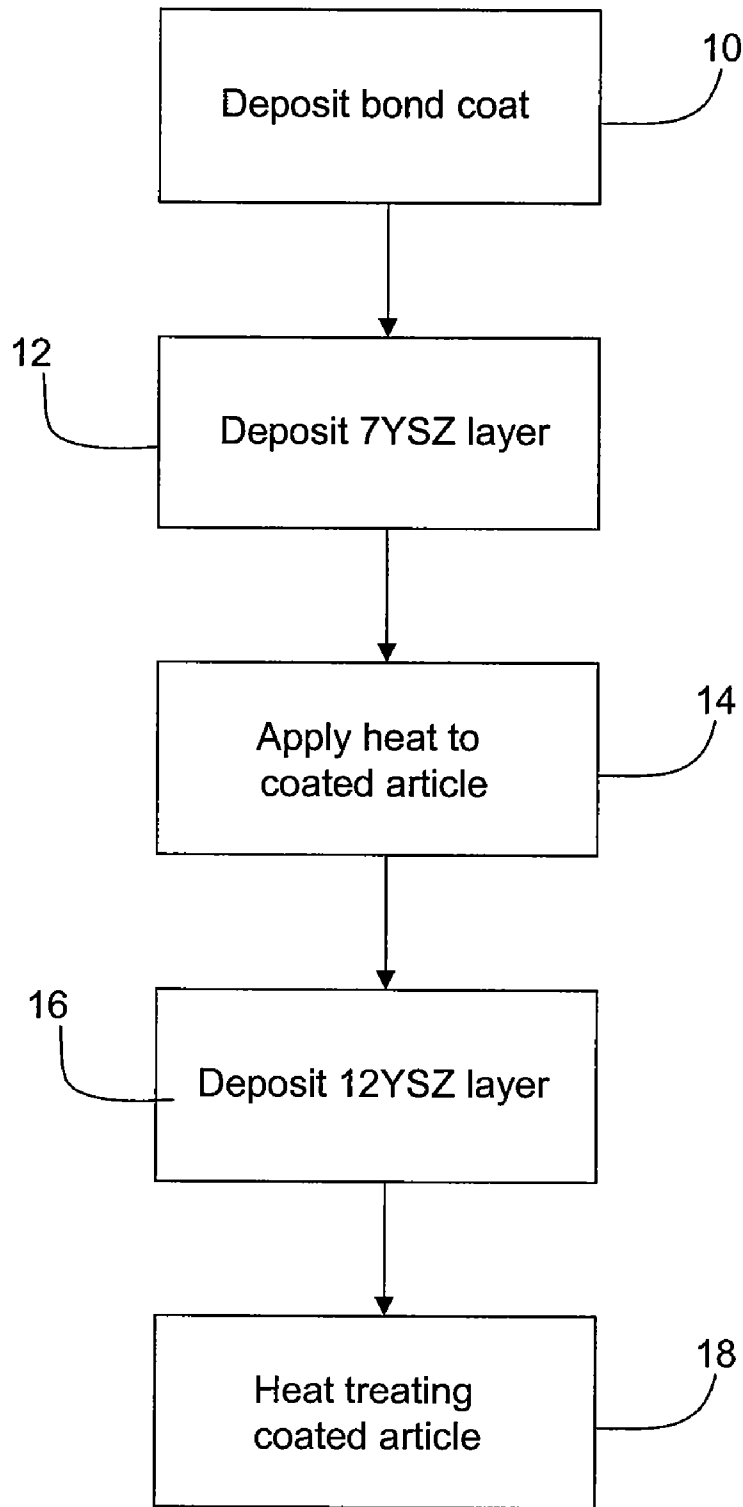 10
Deposit bond coat
12
Deposit 7YSZ layer
14
Apply heat to
coated article
16
Deposit 12YSZ layer
18
Heat treating
coated article